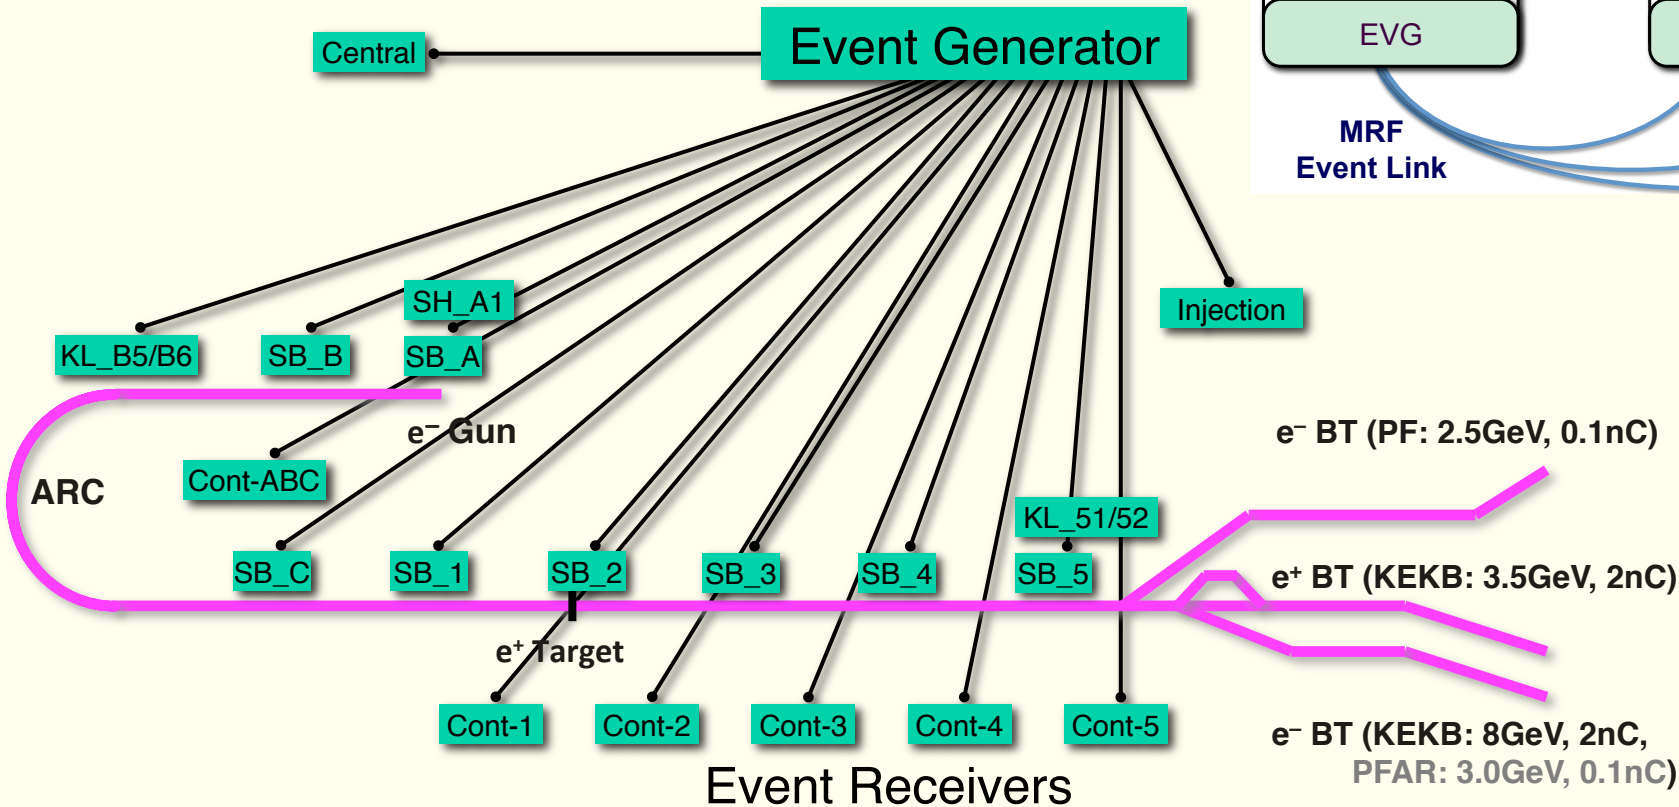 Event Generator
EVG
Central
MRF
Event Link
SH_A1
Injection
KL_B5/B6
SB_B
SB_A
e⁻ Gun
e⁻ BT (PF: 2.5GeV, 0.1nC)
Cont-ABC
ARC
KL_51/52
SB_C
SB_1
SB_2
SB_3
SB_4
SB_5
e⁺ BT (KEKB: 3.5GeV, 2nC)
e⁺ Target
Cont-1
Cont-2
Cont-3
Cont-4
Cont-5
e⁻ BT (KEKB: 8GeV, 2nC,
PFAR: 3.0GeV, 0.1nC)
Event Receivers